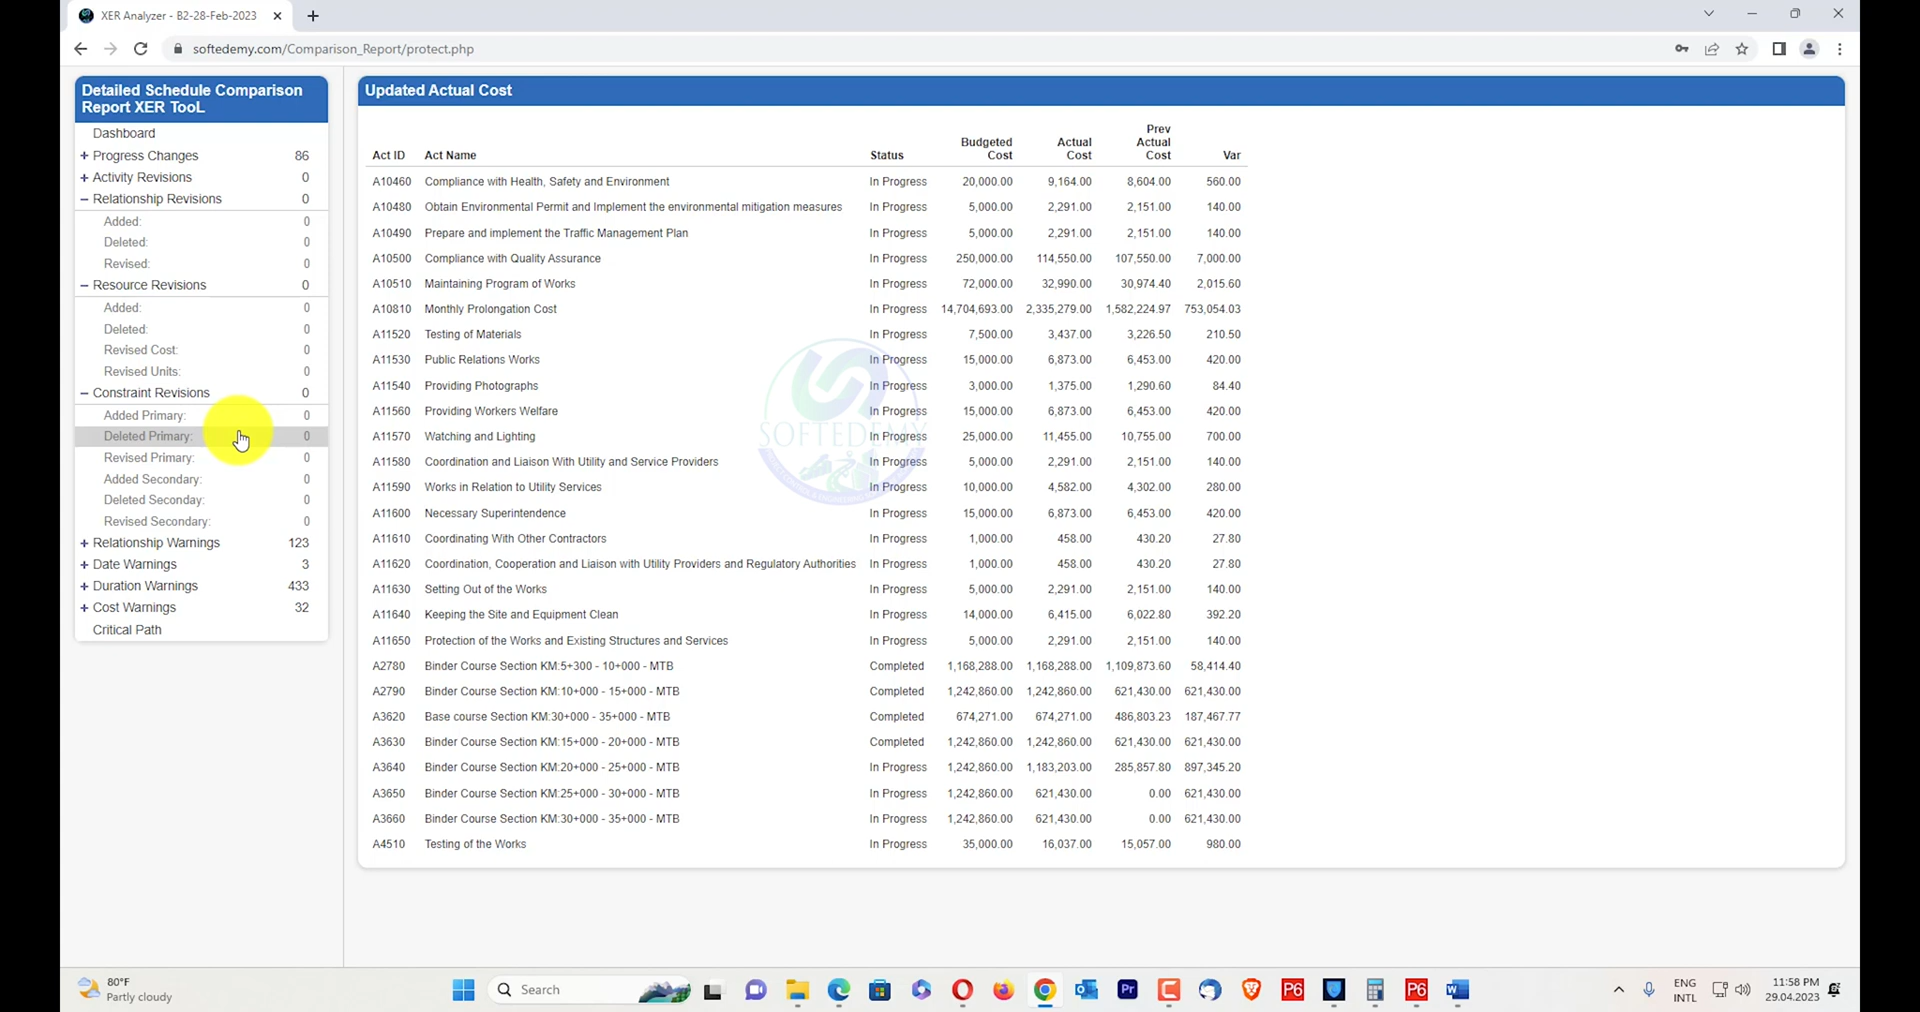 XER Analyzer - B2-28-Feb-2023
softedemy.com/Comparison_Report/protect.php
Detailed Schedule Comparison
Report XER TooL
Dashboard
+ Progress Changes 86
+ Activity Revisions 0
− Relationship Revisions 0
Added: 0
Deleted: 0
Revised: 0
− Resource Revisions 0
Added: 0
Deleted: 0
Revised Cost: 0
Revised Units: 0
− Constraint Revisions 0
Added Primary: 0
Deleted Primary: 0
Revised Primary: 0
Added Secondary: 0
Deleted Seconday: 0
Revised Secondary: 0
+ Relationship Warnings 123
+ Date Warnings 3
+ Duration Warnings 433
+ Cost Warnings 32
Critical Path
Updated Actual Cost
Act ID Act Name Status Budgeted Cost Actual Cost Prev Actual Cost Var
A10460 Compliance with Health, Safety and Environment In Progress 20,000.00 9,164.00 8,604.00 560.00
A10480 Obtain Environmental Permit and Implement the environmental mitigation measures In Progress 5,000.00 2,291.00 2,151.00 140.00
A10490 Prepare and implement the Traffic Management Plan In Progress 5,000.00 2,291.00 2,151.00 140.00
A10500 Compliance with Quality Assurance In Progress 250,000.00 114,550.00 107,550.00 7,000.00
A10510 Maintaining Program of Works In Progress 72,000.00 32,990.00 30,974.40 2,015.60
A10810 Monthly Prolongation Cost In Progress 14,704,693.00 2,335,279.00 1,582,224.97 753,054.03
A11520 Testing of Materials In Progress 7,500.00 3,437.00 3,226.50 210.50
A11530 Public Relations Works In Progress 15,000.00 6,873.00 6,453.00 420.00
A11540 Providing Photographs In Progress 3,000.00 1,375.00 1,290.60 84.40
A11560 Providing Workers Welfare In Progress 15,000.00 6,873.00 6,453.00 420.00
A11570 Watching and Lighting In Progress 25,000.00 11,455.00 10,755.00 700.00
A11580 Coordination and Liaison With Utility and Service Providers In Progress 5,000.00 2,291.00 2,151.00 140.00
A11590 Works in Relation to Utility Services In Progress 10,000.00 4,582.00 4,302.00 280.00
A11600 Necessary Superintendence In Progress 15,000.00 6,873.00 6,453.00 420.00
A11610 Coordinating With Other Contractors In Progress 1,000.00 458.00 430.20 27.80
A11620 Coordination, Cooperation and Liaison with Utility Providers and Regulatory Authorities In Progress 1,000.00 458.00 430.20 27.80
A11630 Setting Out of the Works In Progress 5,000.00 2,291.00 2,151.00 140.00
A11640 Keeping the Site and Equipment Clean In Progress 14,000.00 6,415.00 6,022.80 392.20
A11650 Protection of the Works and Existing Structures and Services In Progress 5,000.00 2,291.00 2,151.00 140.00
A2780 Binder Course Section KM:5+300 - 10+000 - MTB Completed 1,168,288.00 1,168,288.00 1,109,873.60 58,414.40
A2790 Binder Course Section KM:10+000 - 15+000 - MTB Completed 1,242,860.00 1,242,860.00 621,430.00 621,430.00
A3620 Base course Section KM:30+000 - 35+000 - MTB Completed 674,271.00 674,271.00 486,803.23 187,467.77
A3630 Binder Course Section KM:15+000 - 20+000 - MTB Completed 1,242,860.00 1,242,860.00 621,430.00 621,430.00
A3640 Binder Course Section KM:20+000 - 25+000 - MTB In Progress 1,242,860.00 1,183,203.00 285,857.80 897,345.20
A3650 Binder Course Section KM:25+000 - 30+000 - MTB In Progress 1,242,860.00 621,430.00 0.00 621,430.00
A3660 Binder Course Section KM:30+000 - 35+000 - MTB In Progress 1,242,860.00 621,430.00 0.00 621,430.00
A4510 Testing of the Works In Progress 35,000.00 16,037.00 15,057.00 980.00
SOFTEDEMY
80°F
Partly cloudy
Search
Pr
P6
P6
W
ENG
INTL
11:58 PM
29.04.2023